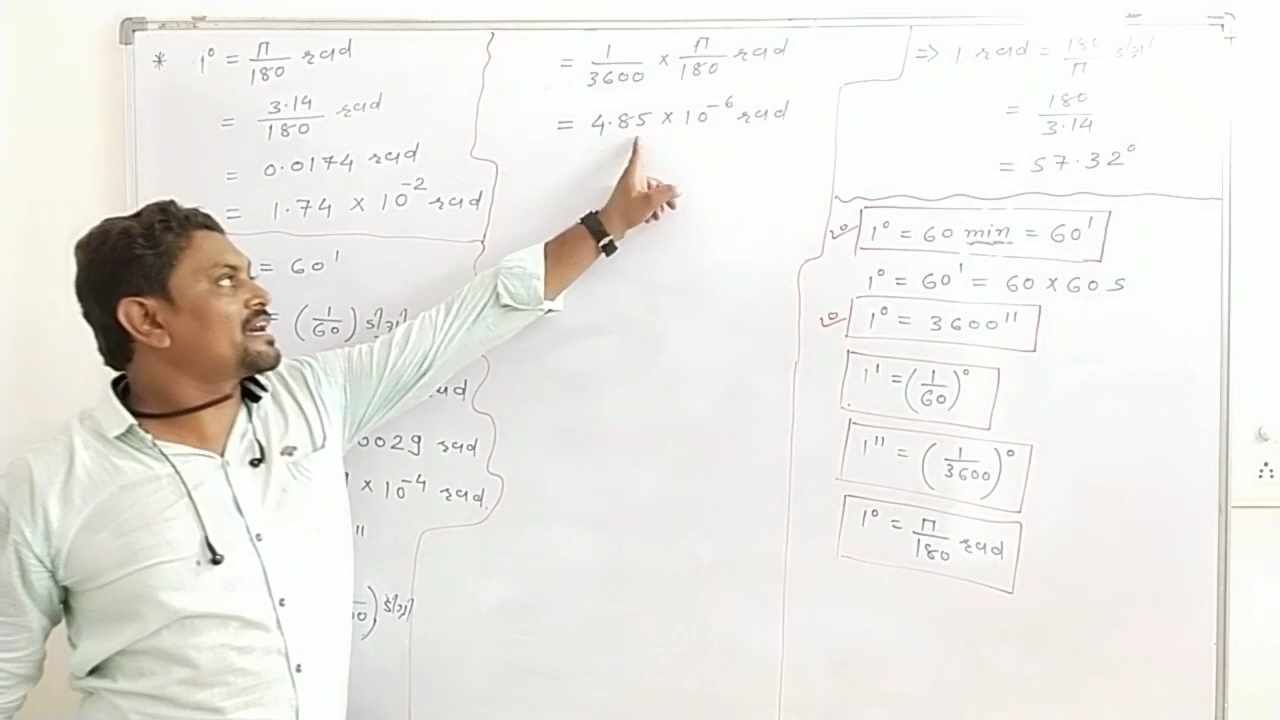 * 1° = π/180 rad
= 3.14/180 rad
= 0.0174 rad
= 1.74 × 10⁻² rad
= 60'
= (1/60)
0029 rad
× 10⁻⁴ rad.
"
= 1/3600 × π/180 rad
= 4.85 × 10⁻⁶ rad
⇒ 1 rad = 180/π
= 180/3.14
= 57.32°
1° = 60 min = 60'
1° = 60' = 60 × 60 s
1° = 3600"
1' = (1/60)°
1" = (1/3600)°
1° = π/180 rad